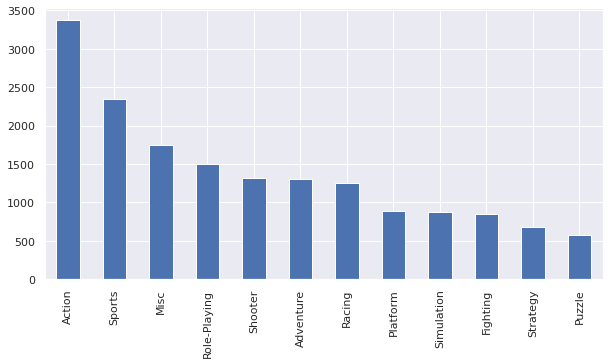 3500
3000
2500
2000
1500
1000
500
0
Action
Sports
Misc
Role-Playing
Shooter
Adventure
Racing
Platform
Simulation
Fighting
Strategy
Puzzle